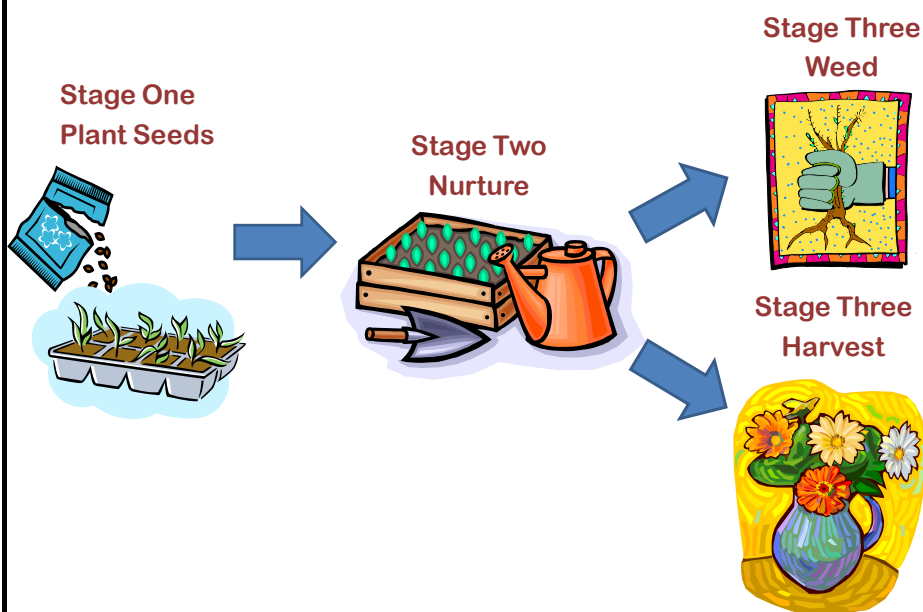 Stage One
Plant Seeds
Stage Two
Nurture
Stage Three
Weed
Stage Three
Harvest